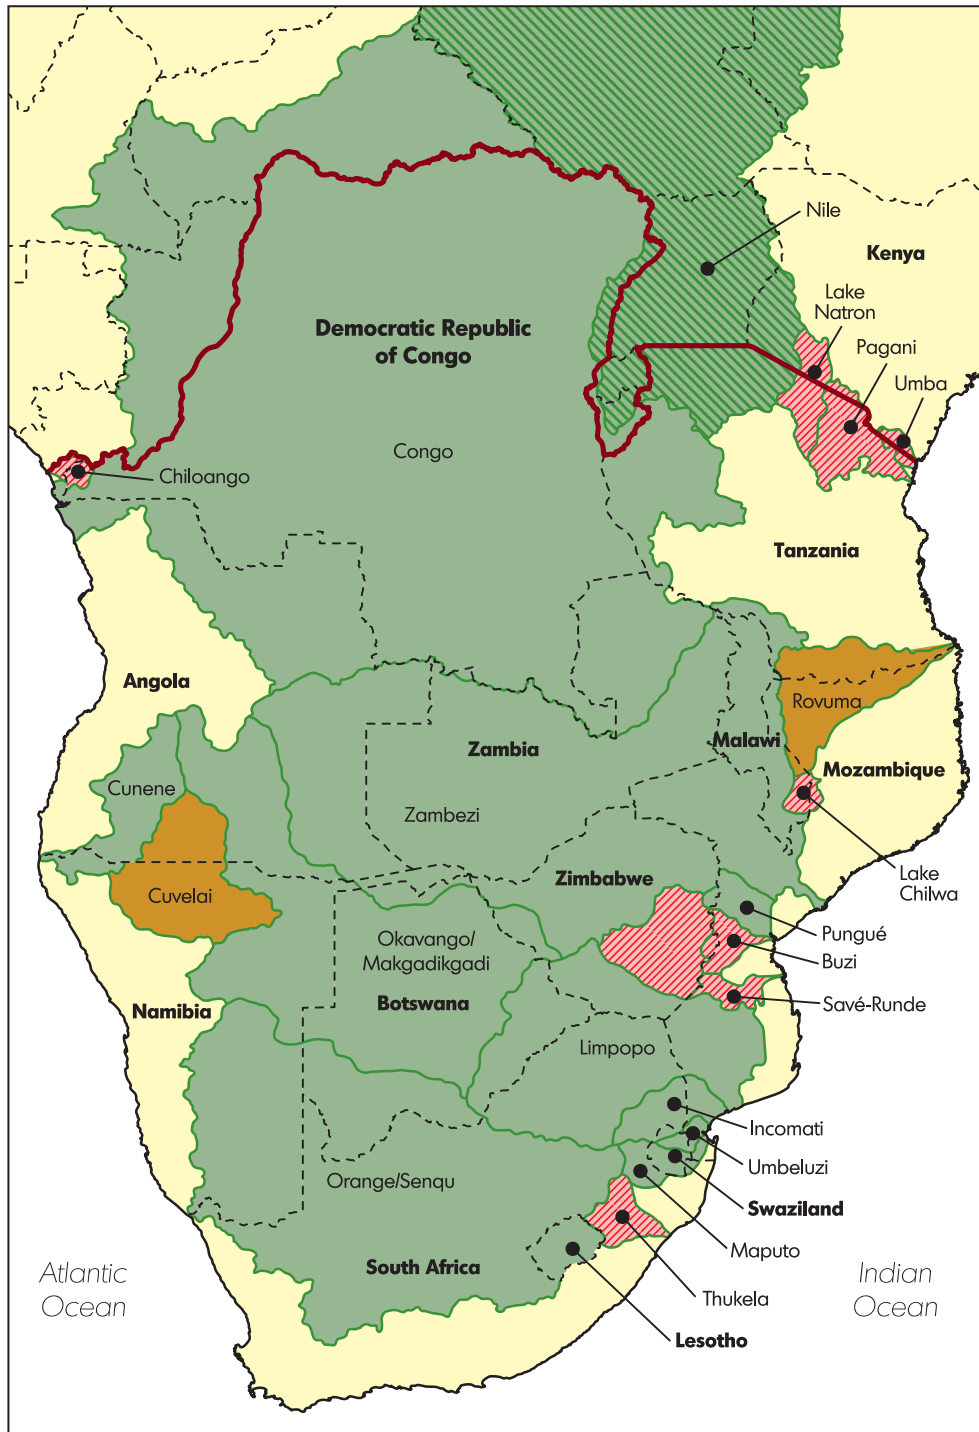 Nile
Kenya
Lake
Natron
Pagani
Umba
Democratic Republic
of Congo
Congo
Chiloango
Tanzania
Angola
Rovuma
Zambia
Malawi
Mozambique
Cunene
Zambezi
Lake
Chilwa
Zimbabwe
Cuvelai
Pungué
Okavango/
Makgadikgadi
Buzi
Botswana
Namibia
Savé-Runde
Limpopo
Incomati
Umbeluzi
Orange/Senqu
Swaziland
Maputo
South Africa
Atlantic
Ocean
Indian
Ocean
Thukela
Lesotho